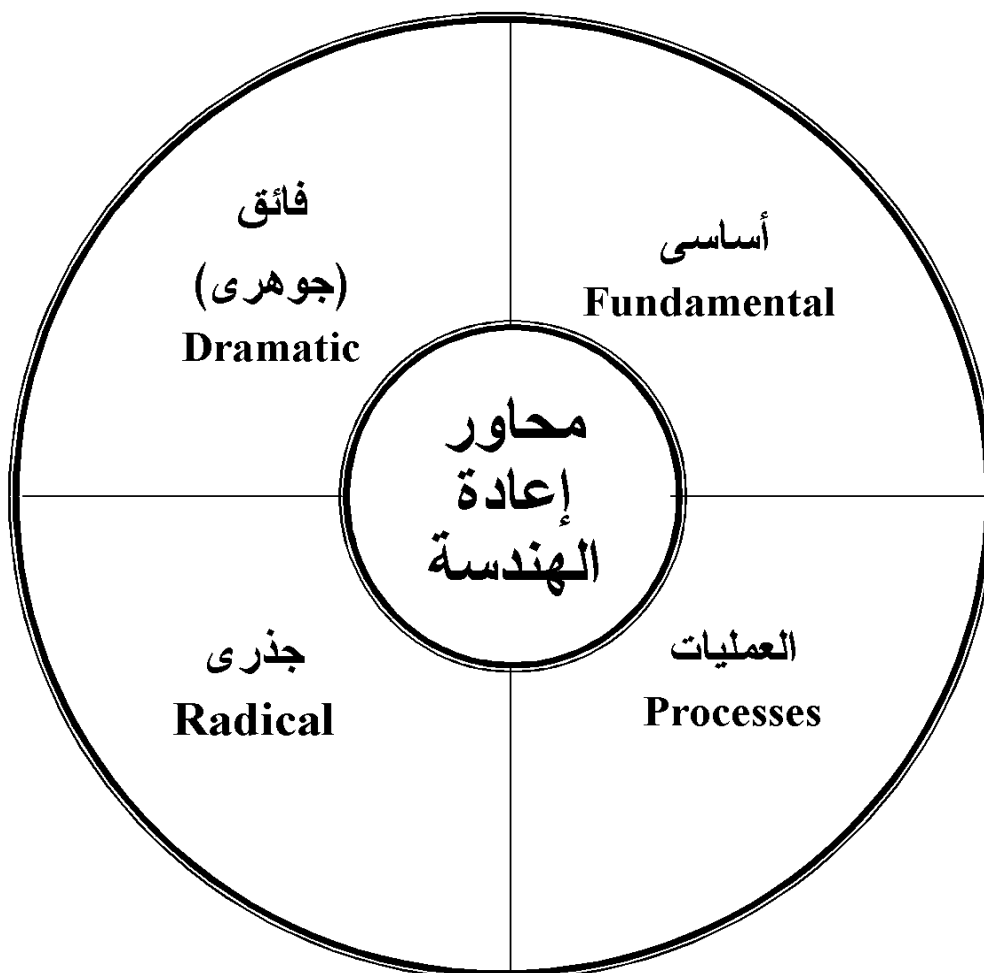 أساسى
Fundamental
فائق
(جوهرى)
Dramatic
محاور
إعادة
الهندسة
العمليات
Processes
جذرى
Radical